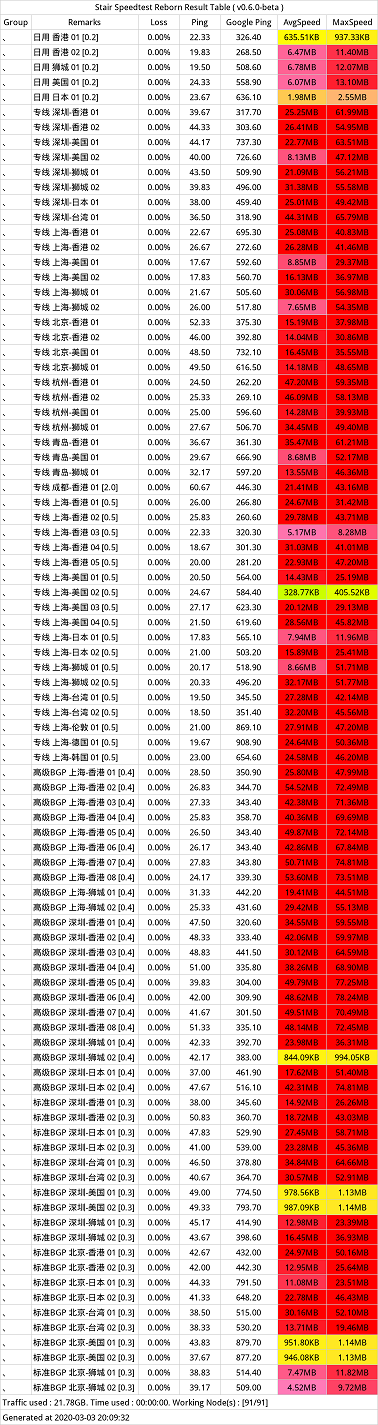 Stair Speedtest Reborn Result Table ( v0.6.0-beta )
Group Remarks Loss Ping Google Ping AvgSpeed MaxSpeed
、 日用 香港 01 [0.2] 0.00% 22.33 326.40 635.51KB 937.33KB
、 日用 香港 02 [0.2] 0.00% 19.83 268.50 6.47MB 11.40MB
、 日用 狮城 01 [0.2] 0.00% 19.50 508.60 6.78MB 12.07MB
、 日用 美国 01 [0.2] 0.00% 24.33 558.90 6.07MB 13.10MB
、 日用 日本 01 [0.2] 0.00% 23.67 636.10 1.98MB 2.55MB
、 专线 深圳-香港 01 0.00% 39.67 317.70 25.25MB 61.99MB
、 专线 深圳-香港 02 0.00% 44.33 303.60 26.41MB 54.95MB
、 专线 深圳-美国 01 0.00% 44.17 737.30 22.77MB 63.51MB
、 专线 深圳-美国 02 0.00% 40.00 726.60 8.13MB 47.12MB
、 专线 深圳-狮城 01 0.00% 43.50 509.90 21.09MB 56.21MB
、 专线 深圳-狮城 02 0.00% 39.83 496.00 31.38MB 55.58MB
、 专线 深圳-日本 01 0.00% 38.00 459.40 25.01MB 49.42MB
、 专线 深圳-台湾 01 0.00% 36.50 318.90 44.31MB 65.79MB
、 专线 上海-香港 01 0.00% 22.67 695.30 25.08MB 40.83MB
、 专线 上海-香港 02 0.00% 26.67 272.60 26.28MB 41.46MB
、 专线 上海-美国 01 0.00% 17.67 592.60 8.85MB 29.37MB
、 专线 上海-美国 02 0.00% 17.83 560.70 16.13MB 36.97MB
、 专线 上海-狮城 01 0.00% 21.67 505.60 30.06MB 56.98MB
、 专线 上海-狮城 02 0.00% 26.00 517.80 7.65MB 54.35MB
、 专线 北京-香港 01 0.00% 52.33 375.30 15.19MB 37.98MB
、 专线 北京-香港 02 0.00% 46.00 392.80 14.04MB 30.86MB
、 专线 北京-美国 01 0.00% 48.50 732.10 16.45MB 35.55MB
、 专线 北京-狮城 01 0.00% 49.50 616.50 14.18MB 48.65MB
、 专线 杭州-香港 01 0.00% 24.50 262.20 47.20MB 59.35MB
、 专线 杭州-香港 02 0.00% 25.33 269.10 46.09MB 58.13MB
、 专线 杭州-美国 01 0.00% 25.00 596.60 14.28MB 39.93MB
、 专线 杭州-狮城 01 0.00% 27.67 506.70 34.45MB 49.40MB
、 专线 青岛-香港 01 0.00% 36.67 361.30 35.47MB 61.21MB
、 专线 青岛-美国 01 0.00% 29.67 666.90 8.68MB 52.17MB
、 专线 青岛-狮城 01 0.00% 32.17 597.20 13.55MB 46.36MB
、 专线 成都-香港 01 [2.0] 0.00% 60.67 446.30 21.41MB 43.16MB
、 专线 上海-香港 01 [0.5] 0.00% 26.00 266.80 24.67MB 31.42MB
、 专线 上海-香港 02 [0.5] 0.00% 25.83 260.60 29.78MB 43.71MB
、 专线 上海-香港 03 [0.5] 0.00% 22.33 320.30 5.17MB 8.28MB
、 专线 上海-香港 04 [0.5] 0.00% 18.67 301.30 31.03MB 41.01MB
、 专线 上海-香港 05 [0.5] 0.00% 20.00 281.20 22.93MB 47.20MB
、 专线 上海-美国 01 [0.5] 0.00% 20.50 564.00 14.43MB 25.19MB
、 专线 上海-美国 02 [0.5] 0.00% 24.67 584.40 328.77KB 405.52KB
、 专线 上海-美国 03 [0.5] 0.00% 27.17 623.30 20.12MB 29.13MB
、 专线 上海-美国 04 [0.5] 0.00% 21.50 619.60 28.56MB 45.82MB
、 专线 上海-日本 01 [0.5] 0.00% 17.83 565.10 7.94MB 11.96MB
、 专线 上海-日本 02 [0.5] 0.00% 21.00 503.20 15.89MB 25.41MB
、 专线 上海-狮城 01 [0.5] 0.00% 20.17 518.90 8.66MB 51.71MB
、 专线 上海-狮城 02 [0.5] 0.00% 20.33 496.20 32.17MB 51.77MB
、 专线 上海-台湾 01 [0.5] 0.00% 19.50 345.50 27.29MB 42.14MB
、 专线 上海-台湾 02 [0.5] 0.00% 18.50 351.40 32.20MB 45.56MB
、 专线 上海-伦敦 01 [0.5] 0.00% 21.00 869.10 27.91MB 47.20MB
、 专线 上海-德国 01 [0.5] 0.00% 19.67 908.90 24.64MB 50.36MB
、 专线 上海-韩国 01 [0.5] 0.00% 23.00 654.60 24.58MB 46.20MB
、 高级BGP 上海-香港 01 [0.4] 0.00% 28.50 350.90 25.80MB 47.99MB
、 高级BGP 上海-香港 02 [0.4] 0.00% 26.83 344.70 54.52MB 72.49MB
、 高级BGP 上海-香港 03 [0.4] 0.00% 27.33 343.40 42.38MB 71.36MB
、 高级BGP 上海-香港 04 [0.4] 0.00% 25.83 358.70 40.36MB 69.69MB
、 高级BGP 上海-香港 05 [0.4] 0.00% 26.50 343.40 49.87MB 72.14MB
、 高级BGP 上海-香港 06 [0.4] 0.00% 26.17 343.40 42.86MB 67.84MB
、 高级BGP 上海-香港 07 [0.4] 0.00% 27.83 343.80 50.71MB 74.81MB
、 高级BGP 上海-香港 08 [0.4] 0.00% 24.17 339.30 53.60MB 73.51MB
、 高级BGP 上海-狮城 01 [0.4] 0.00% 31.33 442.20 19.41MB 44.51MB
、 高级BGP 上海-狮城 02 [0.4] 0.00% 25.33 431.60 29.42MB 55.13MB
、 高级BGP 深圳-香港 01 [0.4] 0.00% 47.50 320.60 34.55MB 59.55MB
、 高级BGP 深圳-香港 02 [0.4] 0.00% 48.33 333.40 42.06MB 59.97MB
、 高级BGP 深圳-香港 03 [0.4] 0.00% 48.83 441.50 30.12MB 64.59MB
、 高级BGP 深圳-香港 04 [0.4] 0.00% 51.00 335.80 38.26MB 68.90MB
、 高级BGP 深圳-香港 05 [0.4] 0.00% 39.83 304.00 49.79MB 77.25MB
、 高级BGP 深圳-香港 06 [0.4] 0.00% 42.00 309.90 48.62MB 78.24MB
、 高级BGP 深圳-香港 07 [0.4] 0.00% 41.67 301.50 49.51MB 70.49MB
、 高级BGP 深圳-香港 08 [0.4] 0.00% 51.33 335.10 48.14MB 72.45MB
、 高级BGP 深圳-狮城 01 [0.4] 0.00% 42.33 392.70 23.98MB 36.31MB
、 高级BGP 深圳-狮城 02 [0.4] 0.00% 42.17 383.00 844.09KB 994.05KB
、 高级BGP 深圳-日本 01 [0.4] 0.00% 37.00 461.90 17.62MB 51.40MB
、 高级BGP 深圳-日本 02 [0.4] 0.00% 47.67 516.10 42.31MB 74.81MB
、 标准BGP 深圳-香港 01 [0.3] 0.00% 38.00 345.60 14.92MB 26.26MB
、 标准BGP 深圳-香港 02 [0.3] 0.00% 50.83 360.70 18.72MB 43.03MB
、 标准BGP 深圳-日本 01 [0.3] 0.00% 47.83 529.90 27.45MB 58.71MB
、 标准BGP 深圳-日本 02 [0.3] 0.00% 41.00 539.00 23.28MB 45.36MB
、 标准BGP 深圳-台湾 01 [0.3] 0.00% 46.50 378.80 34.84MB 64.66MB
、 标准BGP 深圳-台湾 02 [0.3] 0.00% 40.67 364.70 30.57MB 52.91MB
、 标准BGP 深圳-美国 01 [0.3] 0.00% 49.00 774.50 978.56KB 1.13MB
、 标准BGP 深圳-美国 02 [0.3] 0.00% 49.33 793.70 987.09KB 1.14MB
、 标准BGP 深圳-狮城 01 [0.3] 0.00% 45.17 414.90 12.98MB 23.39MB
、 标准BGP 深圳-狮城 02 [0.3] 0.00% 43.67 398.60 16.45MB 36.93MB
、 标准BGP 北京-香港 01 [0.3] 0.00% 42.67 432.00 24.97MB 50.16MB
、 标准BGP 北京-香港 02 [0.3] 0.00% 42.00 442.30 12.95MB 25.64MB
、 标准BGP 北京-日本 01 [0.3] 0.00% 44.33 791.50 11.08MB 23.51MB
、 标准BGP 北京-日本 02 [0.3] 0.00% 41.33 648.20 22.78MB 46.43MB
、 标准BGP 北京-台湾 01 [0.3] 0.00% 38.50 515.00 30.16MB 52.10MB
、 标准BGP 北京-台湾 02 [0.3] 0.00% 38.33 530.20 13.71MB 19.46MB
、 标准BGP 北京-美国 01 [0.3] 0.00% 43.83 879.70 951.80KB 1.14MB
、 标准BGP 北京-美国 02 [0.3] 0.00% 37.67 877.20 946.08KB 1.13MB
、 标准BGP 北京-狮城 01 [0.3] 0.00% 38.83 514.40 7.47MB 11.82MB
、 标准BGP 北京-狮城 02 [0.3] 0.00% 39.17 509.00 4.52MB 9.72MB
Traffic used : 21.78GB. Time used : 00:00:00. Working Node(s) : [91/91]
Generated at 2020-03-03 20:09:32